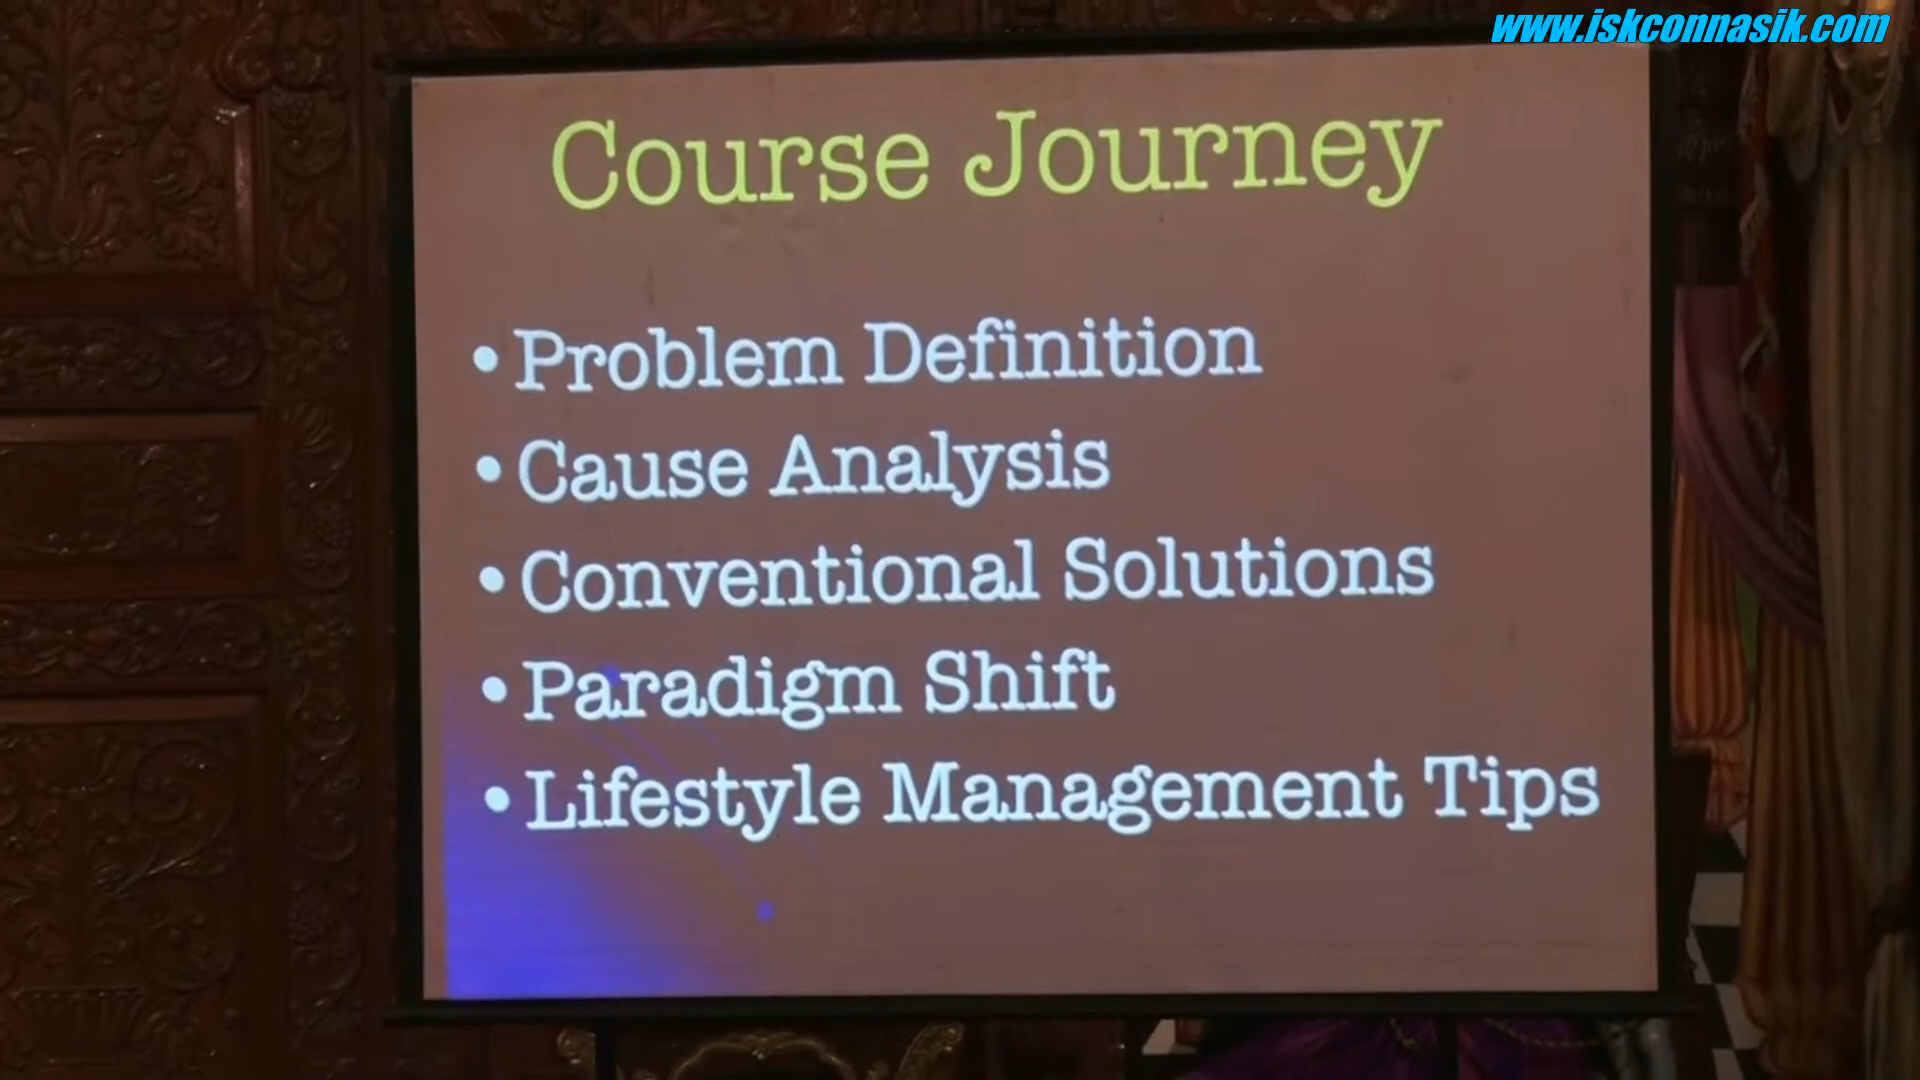 www.iskconnasik.com
Course Journey
• Problem Definition
• Cause Analysis
• Conventional Solutions
• Paradigm Shift
• Lifestyle Management Tips